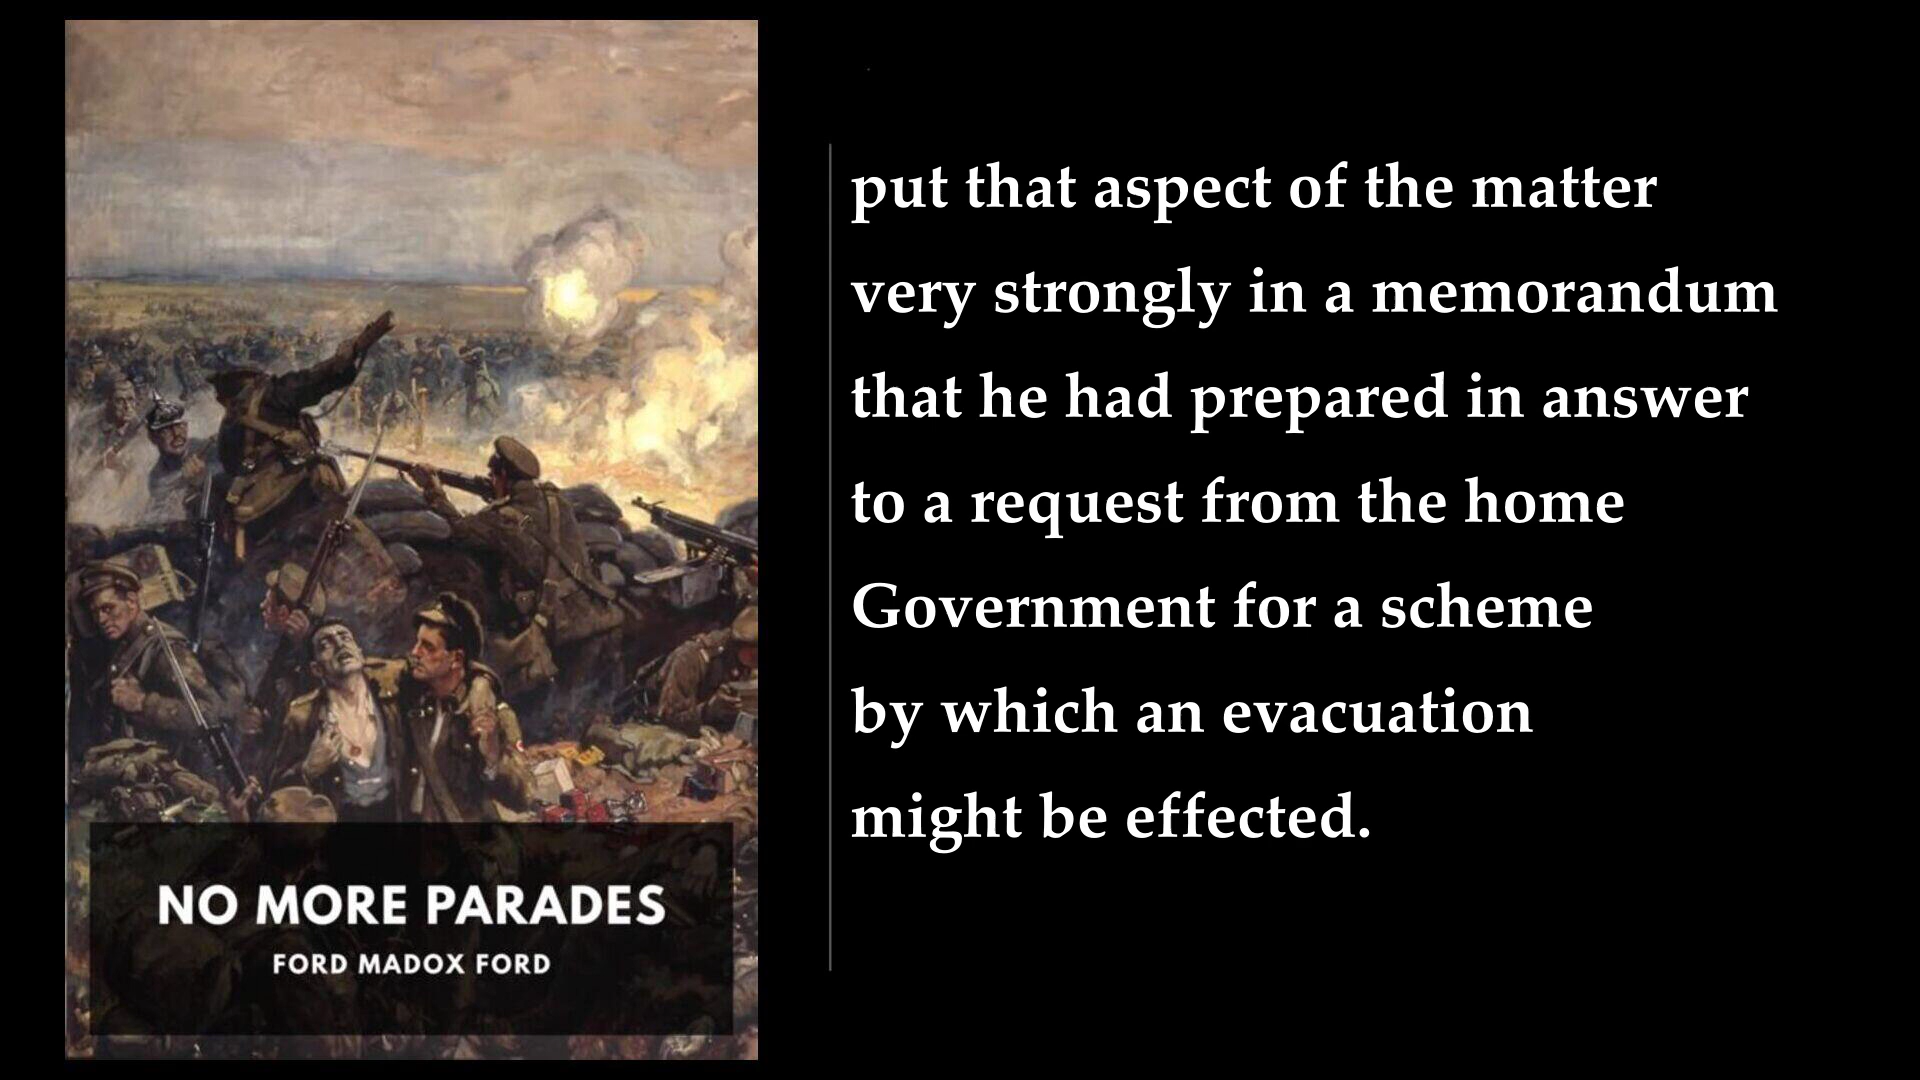 NO MORE PARADES
FORD MADOX FORD
put that aspect of the matter
very strongly in a memorandum
that he had prepared in answer
to a request from the home
Government for a scheme
by which an evacuation
might be effected.